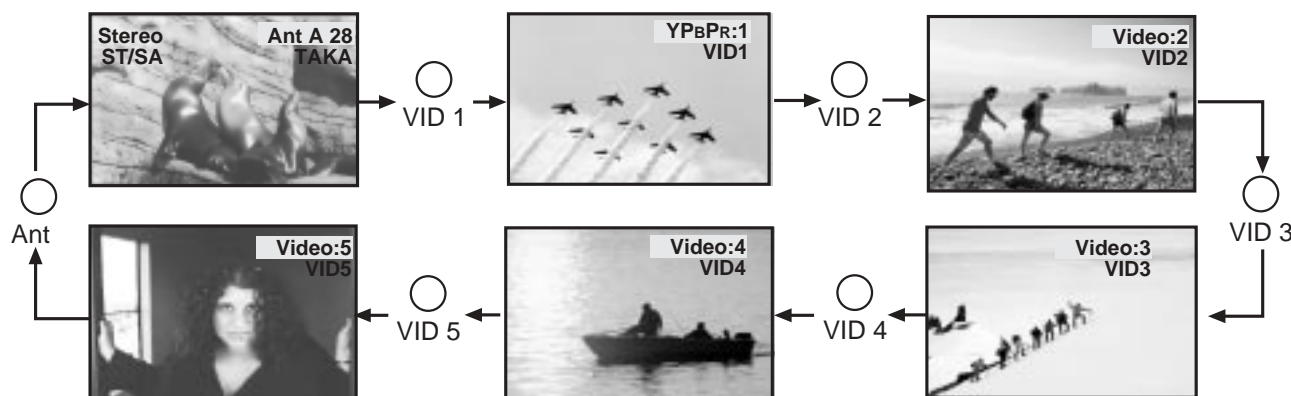 Stereo
ST/SA
Ant A 28
TAKA
VID 1
YPBPR:1
VID1
VID 2
Video:2
VID2
VID 3
Video:3
VID3
VID 4
Video:4
VID4
VID 5
Video:5
VID5
Ant